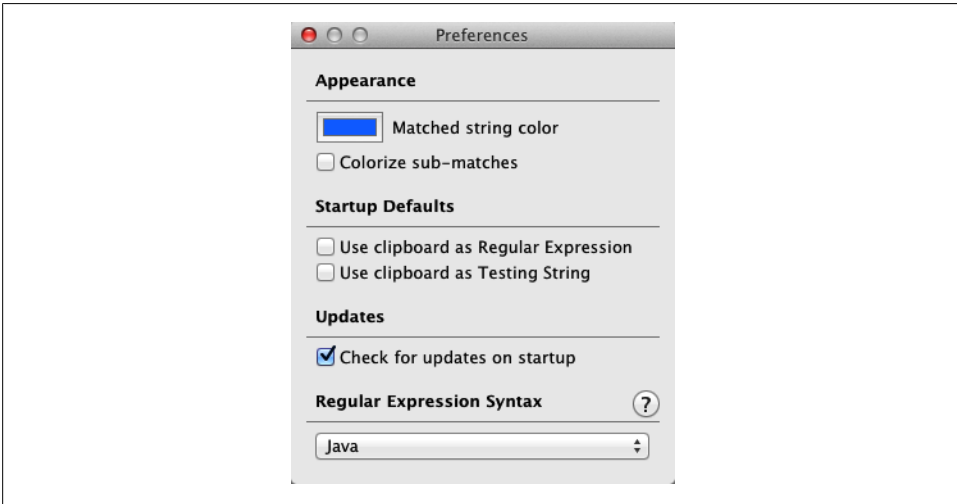 Preferences
Appearance
Matched string color
Colorize sub-matches
Startup Defaults
Use clipboard as Regular Expression
Use clipboard as Testing String
Updates
Check for updates on startup
Regular Expression Syntax ?
Java